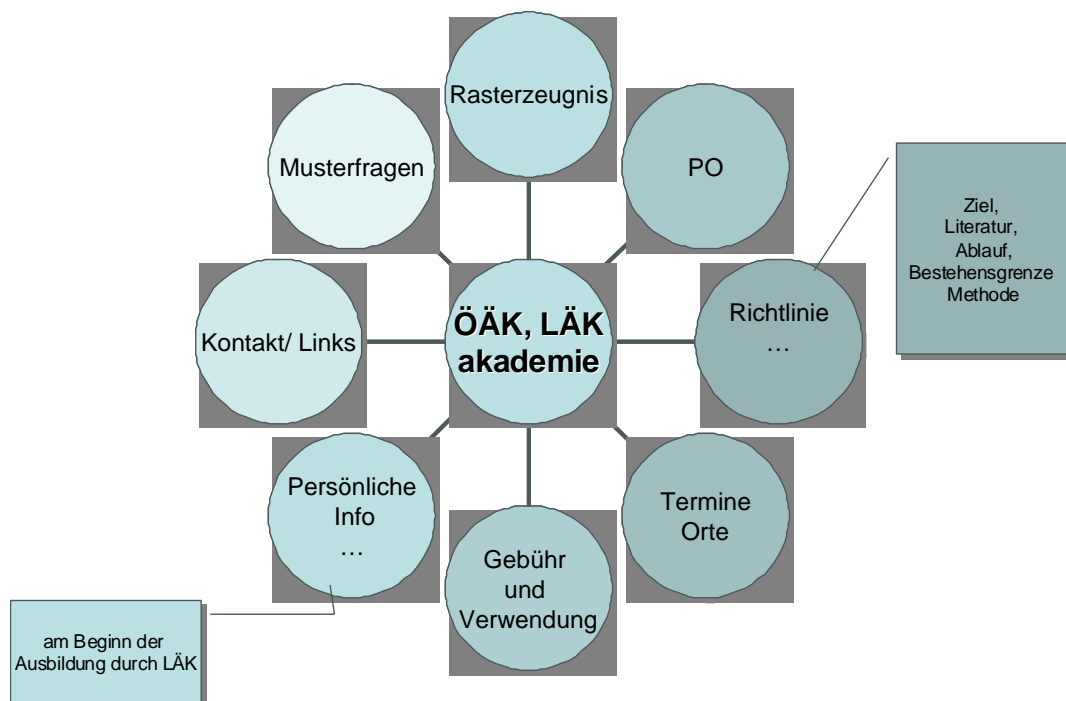 Rasterzeugnis
Musterfragen
PO
Ziel,
Literatur,
Ablauf,
Bestehensgrenze
Methode
Kontakt/ Links
ÖÄK, LÄK
akademie
Richtlinie
…
Persönliche
Info
…
Termine
Orte
Gebühr
und
Verwendung
am Beginn der
Ausbildung durch LÄK